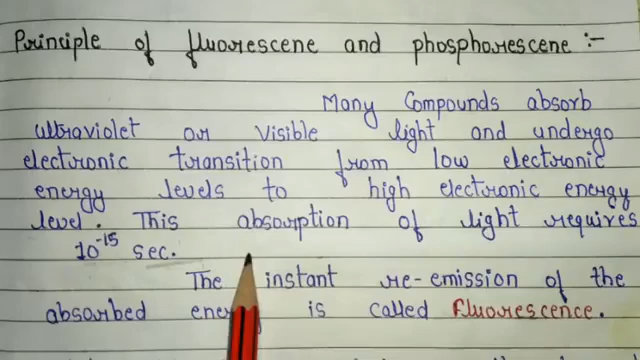 Principle of fluorescene and phosphorescene :-
Many Compounds absorb
ultraviolet or visible light and undergo
electronic transition from low electronic
energy levels to high electronic energy
level. This absorption of light requires
10⁻¹⁵ sec.
The instant re-emission of the
absorbed energy is called fluorescence.